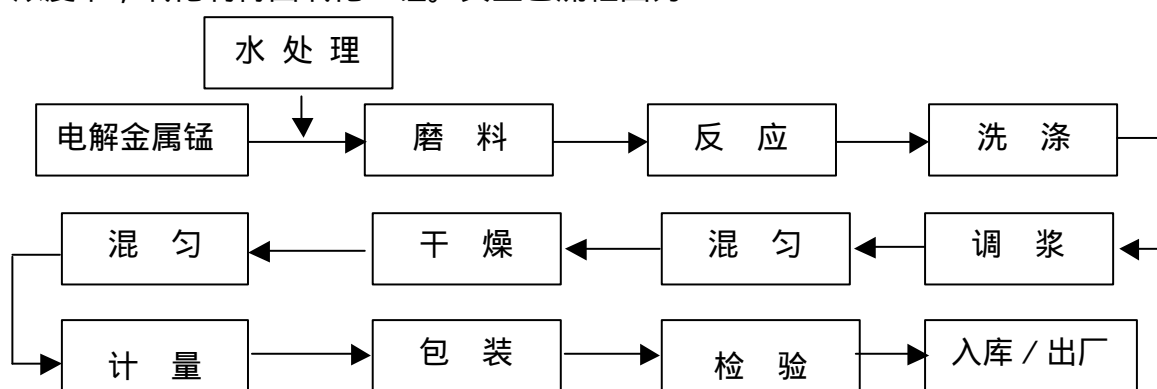 水 处 理
电解金属锰 磨 料 反 应 洗 涤
混 匀 干 燥 混 匀 调 浆
计 量 包 装 检 验 入库 / 出厂